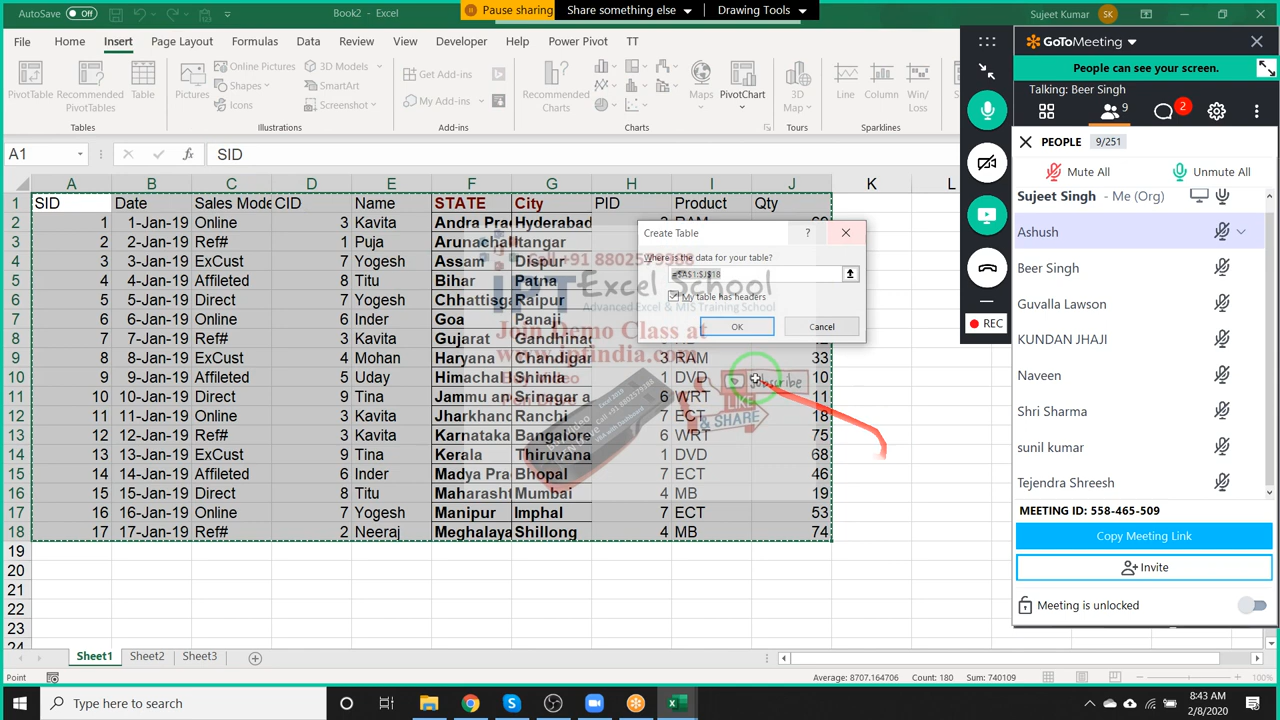 AutoSave Off
Book2 - Excel
Pause sharing
Share something else
Drawing Tools
Sujeet Kumar SK
File Home Insert Page Layout Formulas Data Review View Developer Help Power Pivot TT
PivotTable Recommended PivotTables Table
Tables
Pictures
Online Pictures
Shapes
Icons
3D Models
SmartArt
Screenshot
Illustrations
Get Add-ins
My Add-ins
Add-ins
Recommended Charts
Maps PivotChart
Charts
3D Map
Tours
Line Column Win/Loss
Sparklines
A1 fx SID
A B C D E F G H I J K L
1 SID Date Sales Mode CID Name STATE City PID Product Qty
2 1 1-Jan-19 Online 3 Kavita Andra Prad Hyderabad
3 2 2-Jan-19 Ref# 1 Puja Arunachal Itangar
4 3 3-Jan-19 ExCust 7 Yogesh Assam Dispur
5 4 4-Jan-19 Affileted 8 Titu Bihar Patna
6 5 5-Jan-19 Direct 6 Yogesh Chhattisga Raipur
7 6 6-Jan-19 Online 6 Inder Goa Panaji
8 7 7-Jan-19 Ref# 8 Kavita Gujarat Gandhinag
9 8 8-Jan-19 ExCust 4 Mohan Haryana Chandigar RAM 33
10 9 9-Jan-19 Affileted 5 Uday Himachal Shimla 1 DVD 10
11 10 10-Jan-19 Direct 9 Tina Jammu an Srinagar a 6 WRT 11
12 11 11-Jan-19 Online 3 Kavita Jharkhand Ranchi 7 ECT 18
13 12 12-Jan-19 Ref# 3 Kavita Karnataka Bangalore 6 WRT 75
14 13 13-Jan-19 ExCust 9 Tina Kerala Thiruvana 1 DVD 68
15 14 14-Jan-19 Affileted 6 Inder Madya Pra Bhopal 7 ECT 46
16 15 15-Jan-19 Direct 8 Titu Maharasht Mumbai 4 MB 19
17 16 16-Jan-19 Online 7 Yogesh Manipur Imphal 7 ECT 53
18 17 17-Jan-19 Ref# 2 Neeraj Meghalaya Shillong 4 MB 74
19
20
21
22
23
24
Create Table ?
Where is the data for your table?
=$A$1:$J$18
My table has headers
OK Cancel
Call +91 8802579388
IPT Excel School
Advanced Excel & MIS Training School
Join Demo Class at
www.iptindia.com
Subscribe
LIKE
& SHARE
Sheet1 Sheet2 Sheet3
Point
Average: 8707.164706 Count: 180 Sum: 740109
100%
REC
GoToMeeting
People can see your screen.
Talking: Beer Singh
9
2
PEOPLE 9/251
Mute All Unmute All
Sujeet Singh - Me (Org)
Ashush
Beer Singh
Guvalla Lawson
KUNDAN JHAJI
Naveen
Shri Sharma
sunil kumar
Tejendra Shreesh
MEETING ID: 558-465-509
Copy Meeting Link
Invite
Meeting is unlocked
Type here to search
8:43 AM
2/8/2020